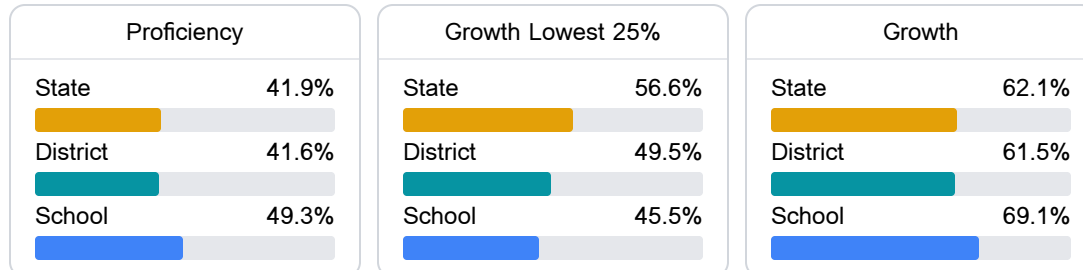 Proficiency
State 41.9%
District 41.6%
School 49.3%
Growth Lowest 25%
State 56.6%
District 49.5%
School 45.5%
Growth
State 62.1%
District 61.5%
School 69.1%